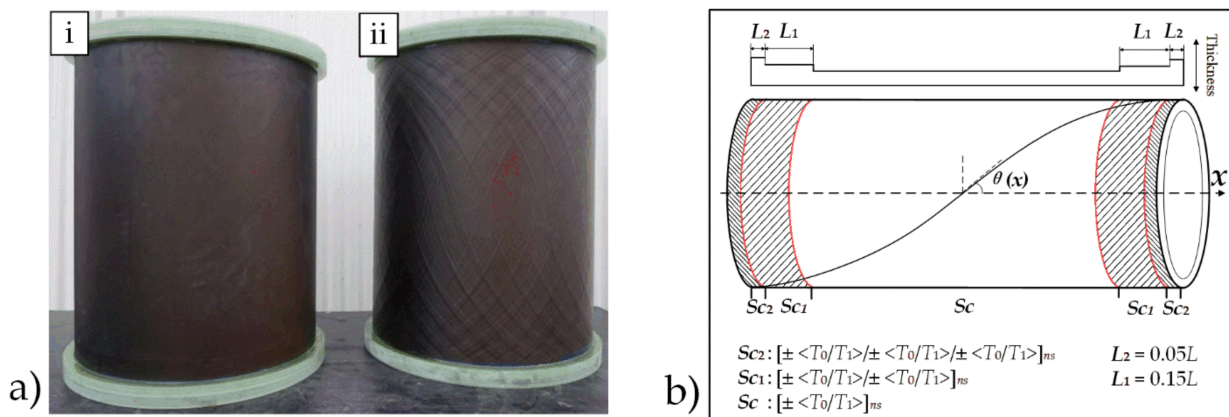 i
ii
a)
L₂ L₁
L₁ L₂
Thickness
θ (x)
x
Sc₂ Sc₁ Sc Sc₁ Sc₂
Sc₂ : [± <T₀/T₁>/± <T₀/T₁>/± <T₀/T₁>]ₙₛ
L₂ = 0.05L
Sc₁ : [± <T₀/T₁>/± <T₀/T₁>]ₙₛ
L₁ = 0.15L
Sc : [± <T₀/T₁>]ₙₛ
b)